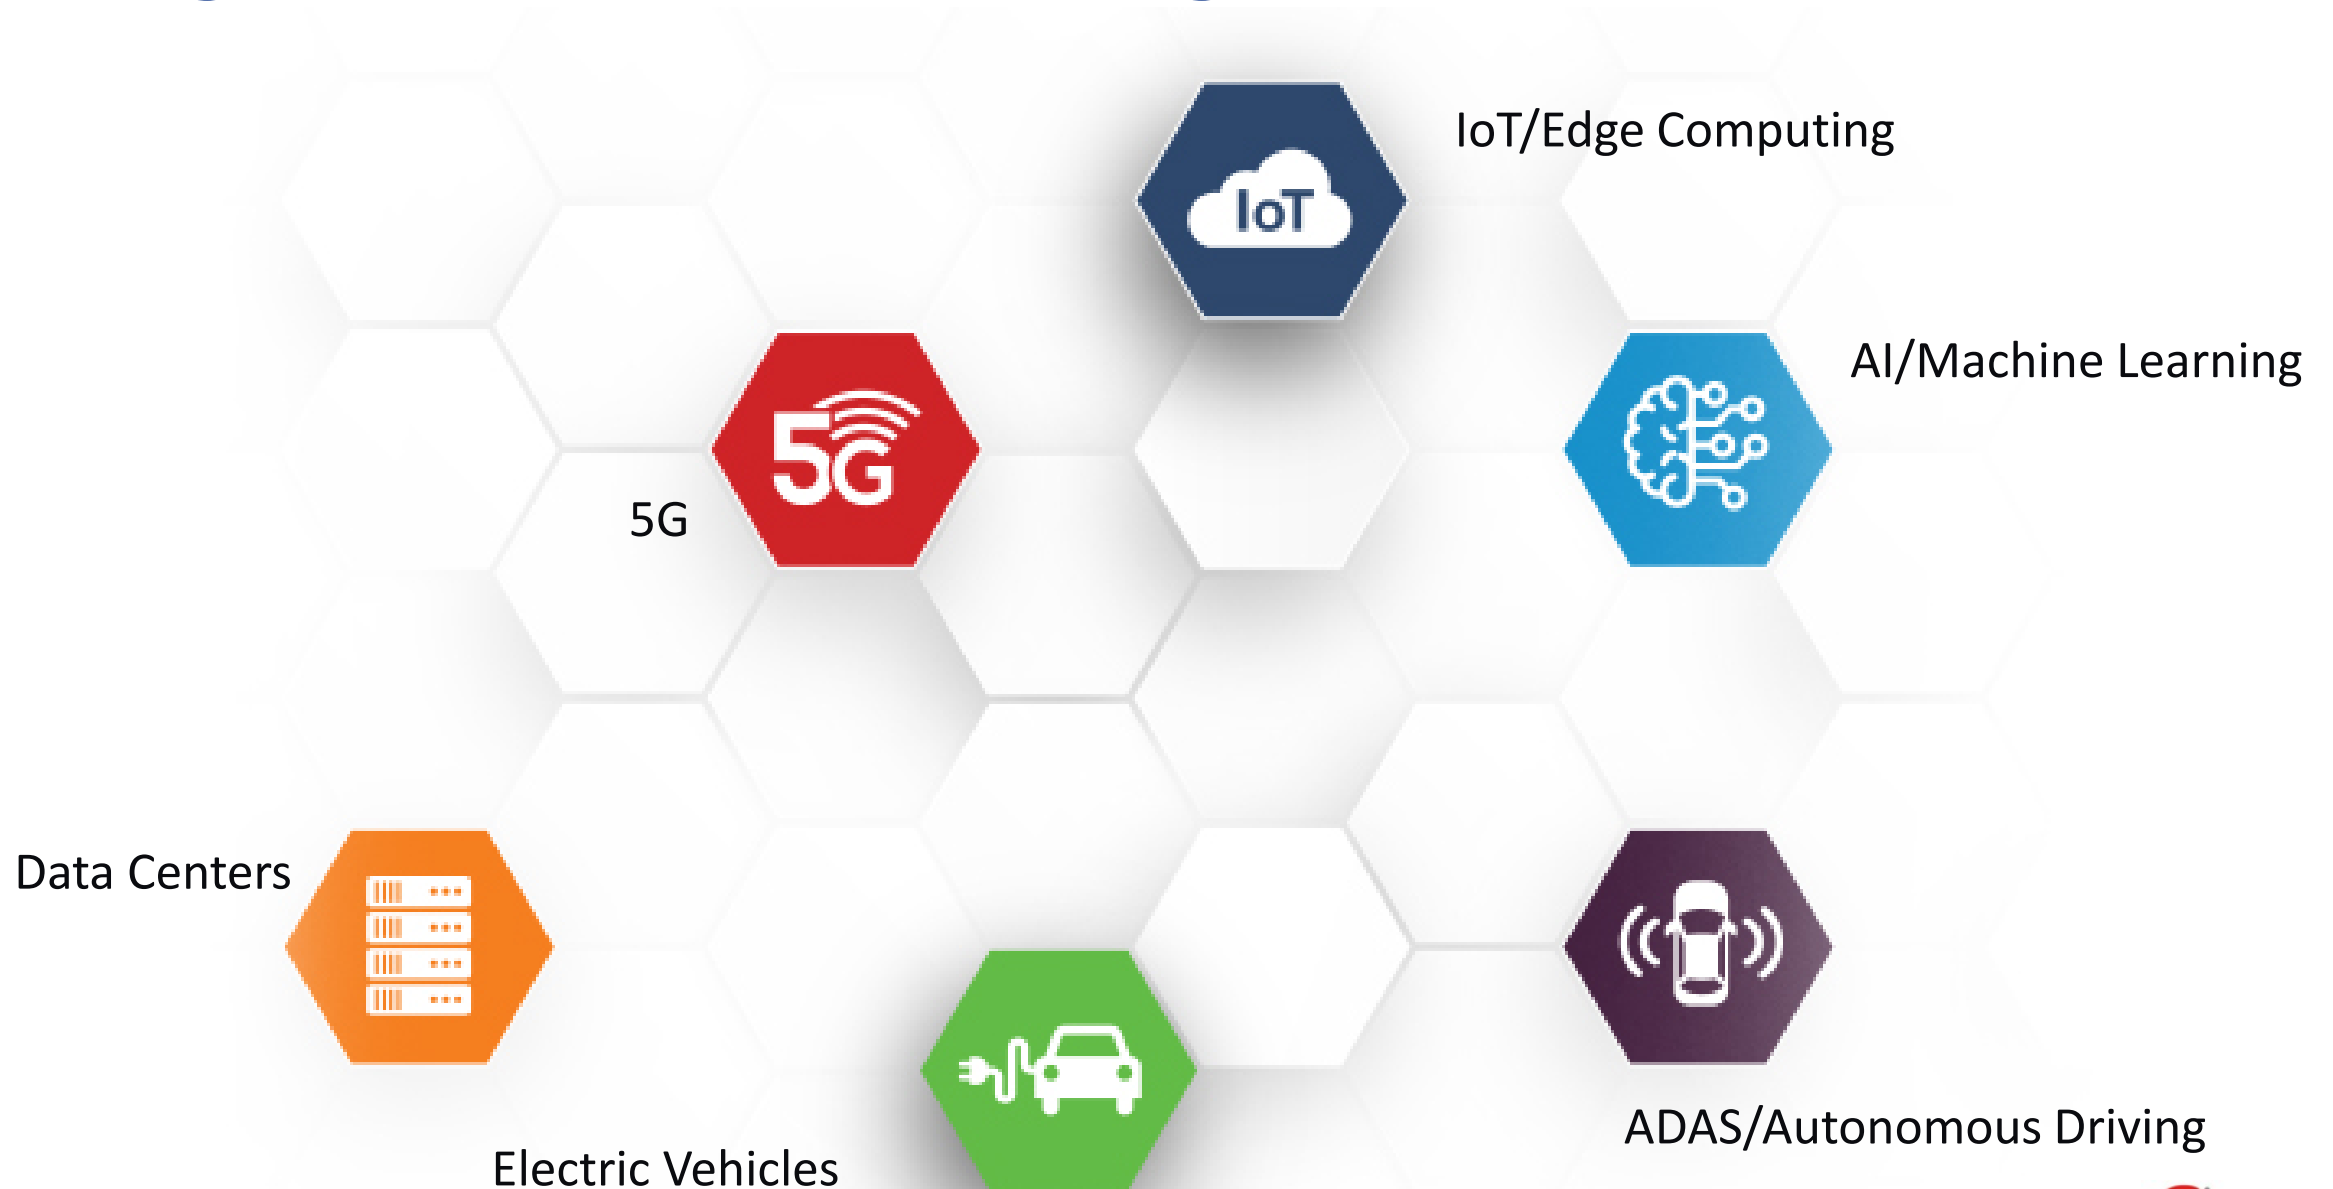 IoT/Edge Computing
IoT
AI/Machine Learning
5G
5G
Data Centers
ADAS/Autonomous Driving
Electric Vehicles